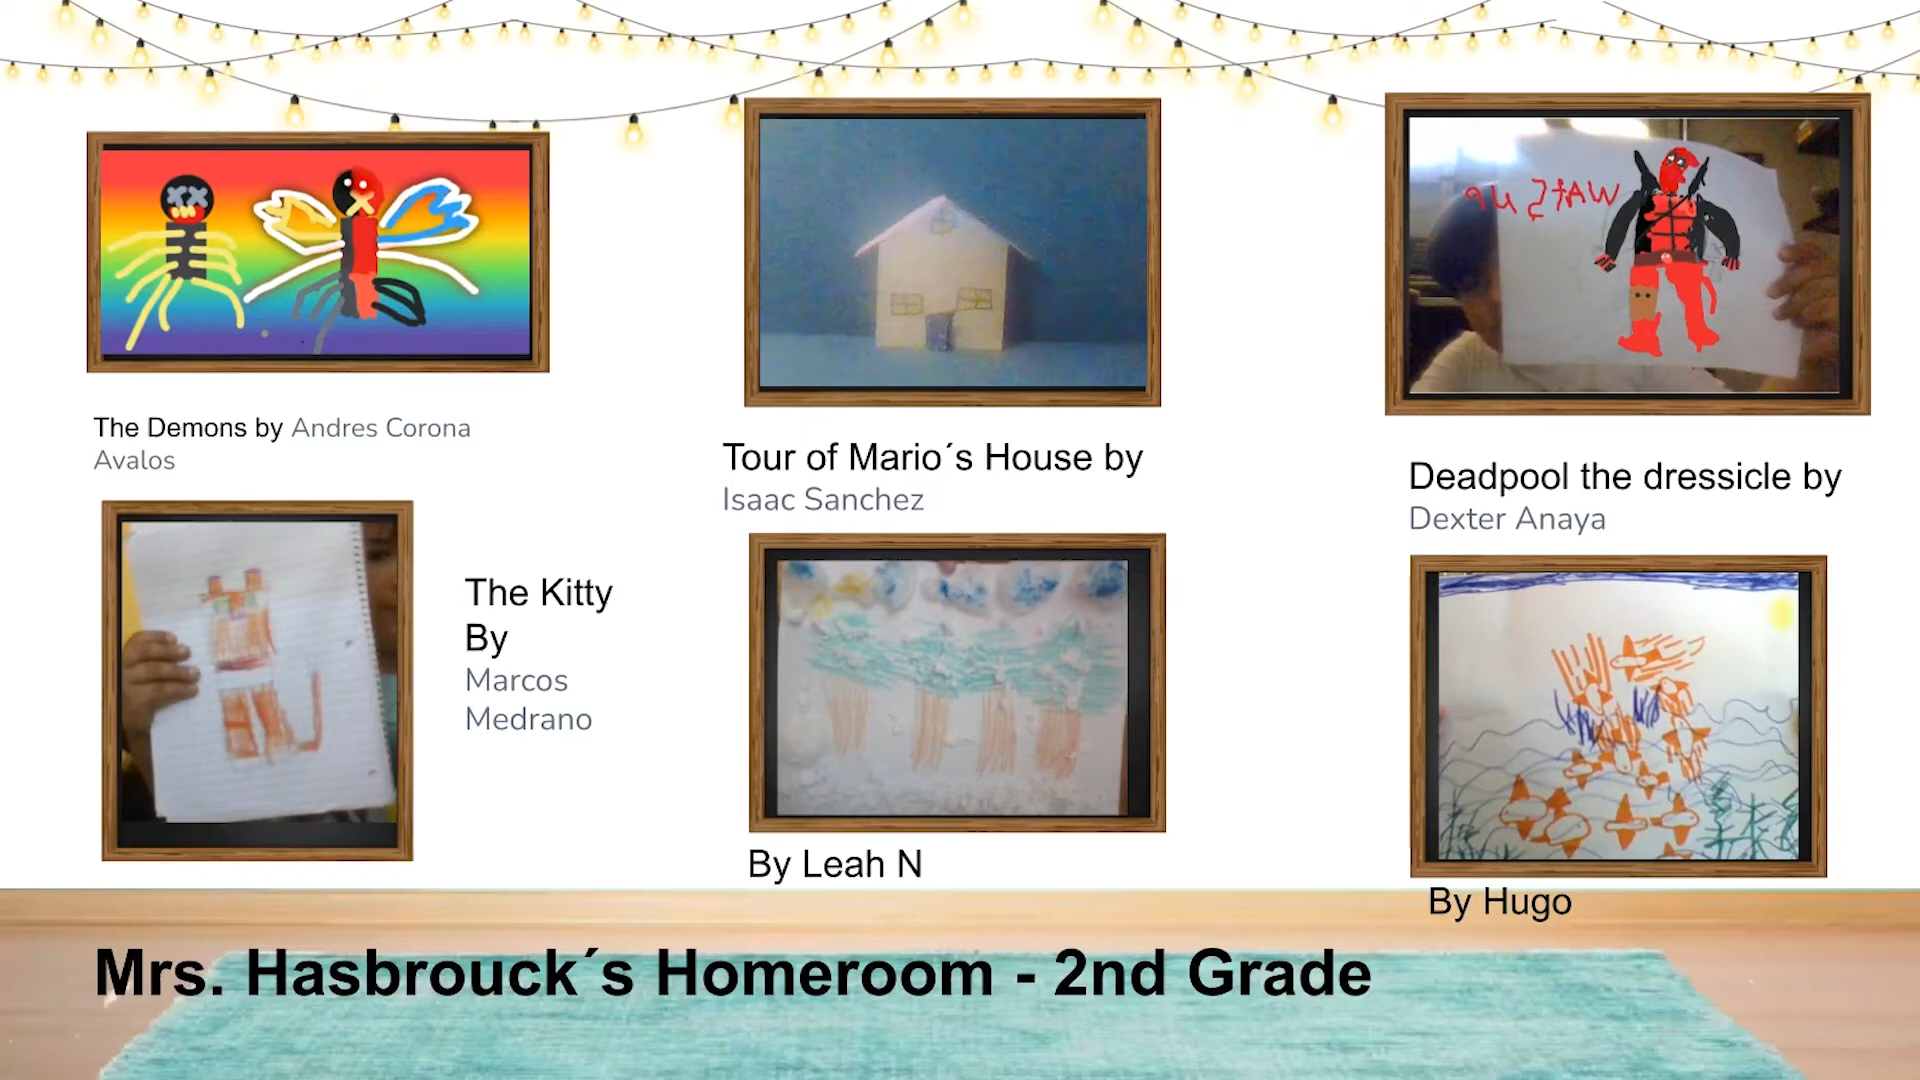 The Demons by Andres Corona
Avalos
Tour of Mario´s House by
Isaac Sanchez
Deadpool the dressicle by
Dexter Anaya
The Kitty
By
Marcos
Medrano
By Leah N
By Hugo
Mrs. Hasbrouck´s Homeroom - 2nd Grade